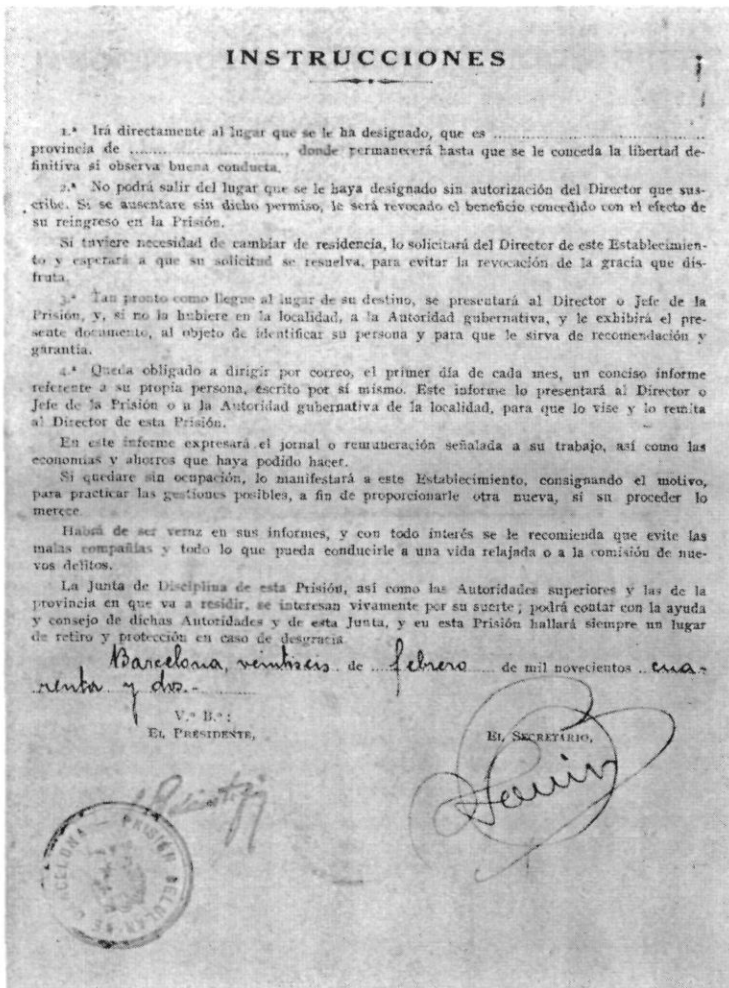 INSTRUCCIONES
1.ª Irá directamente al lugar que se le ha designado, que es ..............................
provincia de .............................., donde permanecerá hasta que se le conceda la libertad de-
finitiva si observa buena conducta.
2.ª No podrá salir del lugar que se le haya designado sin autorización del Director que sus-
cribe. Si se ausentare sin dicho permiso, le será revocado el beneficio concedido con el efecto de
su reingreso en la Prisión.
Si tuviere necesidad de cambiar de residencia, lo solicitará del Director de este Establecimien-
to y esperará a que su solicitud se resuelva, para evitar la revocación de la gracia que dis-
fruta.
3.ª Tan pronto como llegue al lugar de su destino, se presentará al Director o Jefe de la
Prisión, y, si no la hubiere en la localidad, a la Autoridad gubernativa, y le exhibirá el pre-
sente documento, al objeto de identificar su persona y para que le sirva de recomendación y
garantía.
4.ª Queda obligado a dirigir por correo, el primer día de cada mes, un conciso informe
referente a su propia persona, escrito por sí mismo. Este informe lo presentará al Director o
Jefe de la Prisión o a la Autoridad gubernativa de la localidad, para que lo vise y lo remita
al Director de esta Prisión.
En este informe expresará el jornal o remuneración señalada a su trabajo, así como las
economías y ahorros que haya podido hacer.
Si quedare sin ocupación, lo manifestará a este Establecimiento, consignando el motivo,
para practicar las gestiones posibles, a fin de proporcionarle otra nueva, si su proceder lo
merece.
Habrá de ser veraz en sus informes, y con todo interés se le recomienda que evite las
malas compañías y todo lo que pueda conducirle a una vida relajada o a la comisión de nue-
vos delitos.
La Junta de Disciplina de esta Prisión, así como las Autoridades superiores y las de la
provincia en que va a residir, se interesan vivamente por su suerte; podrá contar con la ayuda
y consejo de dichas Autoridades y de esta Junta, y en esta Prisión hallará siempre un lugar
de retiro y protección en caso de desgracia.
Barcelona, veintiseis de febrero de mil novecientos cua-
renta y dos.-
V.º B.º:
EL PRESIDENTE,
EL SECRETARIO,
PRISIÓN CELULAR DE BARCELONA